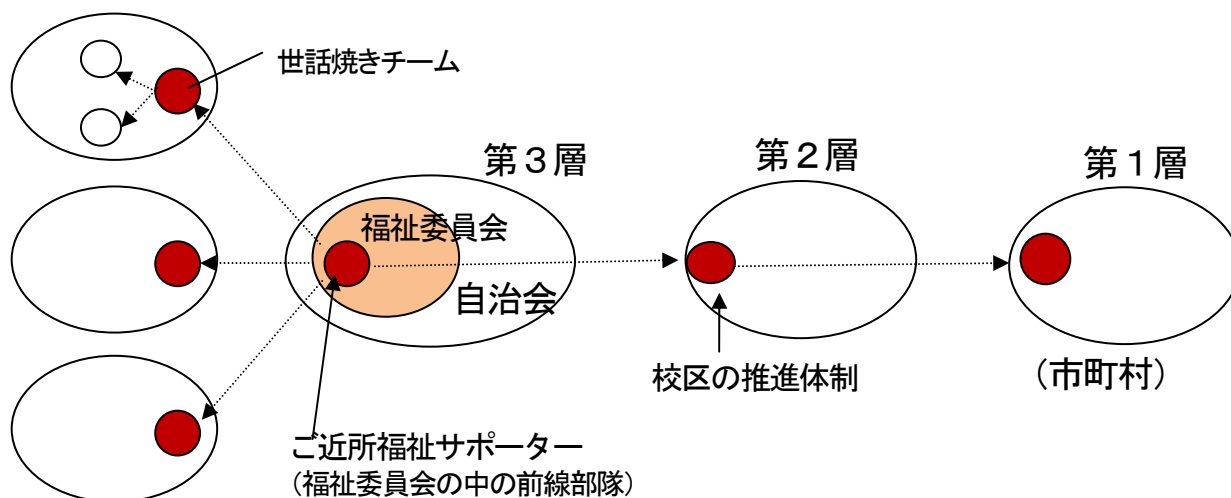 世話焼きチーム
第３層
第２層
第１層
福祉委員会
自治会
校区の推進体制
（市町村）
ご近所福祉サポーター
（福祉委員会の中の前線部隊）